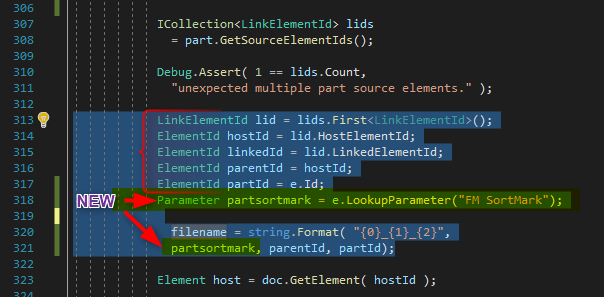 306
307 ICollection<LinkElementId> lids
308 = part.GetSourceElementIds();
309
310 Debug.Assert( 1 == lids.Count,
311 "unexpected multiple part source elements." );
312
313 LinkElementId lid = lids.First<LinkElementId>();
314 ElementId hostId = lid.HostElementId;
315 ElementId linkedId = lid.LinkedElementId;
316 ElementId parentId = hostId;
317 ElementId partId = e.Id;
318 NEW Parameter partsortmark = e.LookupParameter("FM SortMark");
319
320 filename = string.Format( "{0}_{1}_{2}",
321 partsortmark, parentId, partId);
322
323 Element host = doc.GetElement( hostId );
324